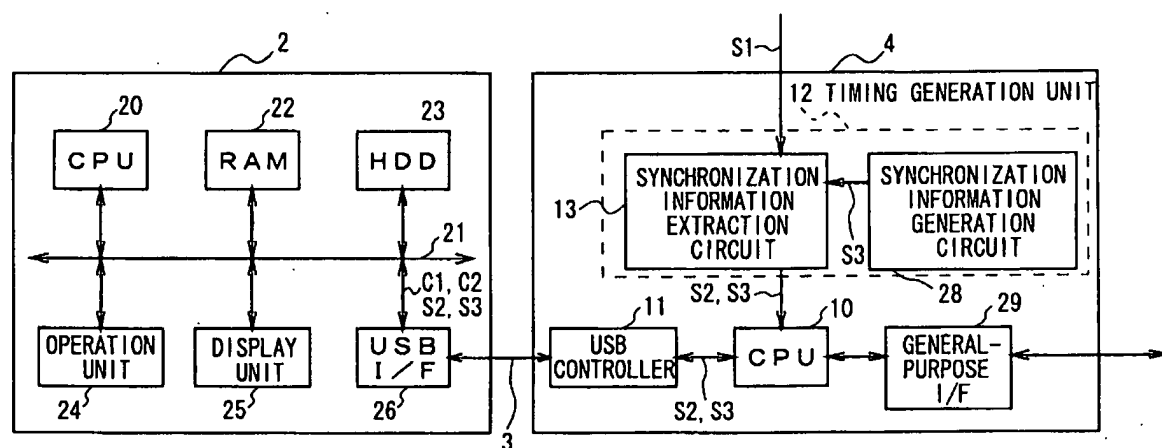 2
20
CPU
22
RAM
23
HDD
21
C1, C2
S2, S3
OPERATION
UNIT
24
DISPLAY
UNIT
25
USB
I/F
26
3
S1
4
12 TIMING GENERATION UNIT
13
SYNCHRONIZATION
INFORMATION
EXTRACTION
CIRCUIT
S3
SYNCHRONIZATION
INFORMATION
GENERATION
CIRCUIT
28
S2, S3
11
USB
CONTROLLER
S2, S3
10
CPU
29
GENERAL-
PURPOSE
I/F